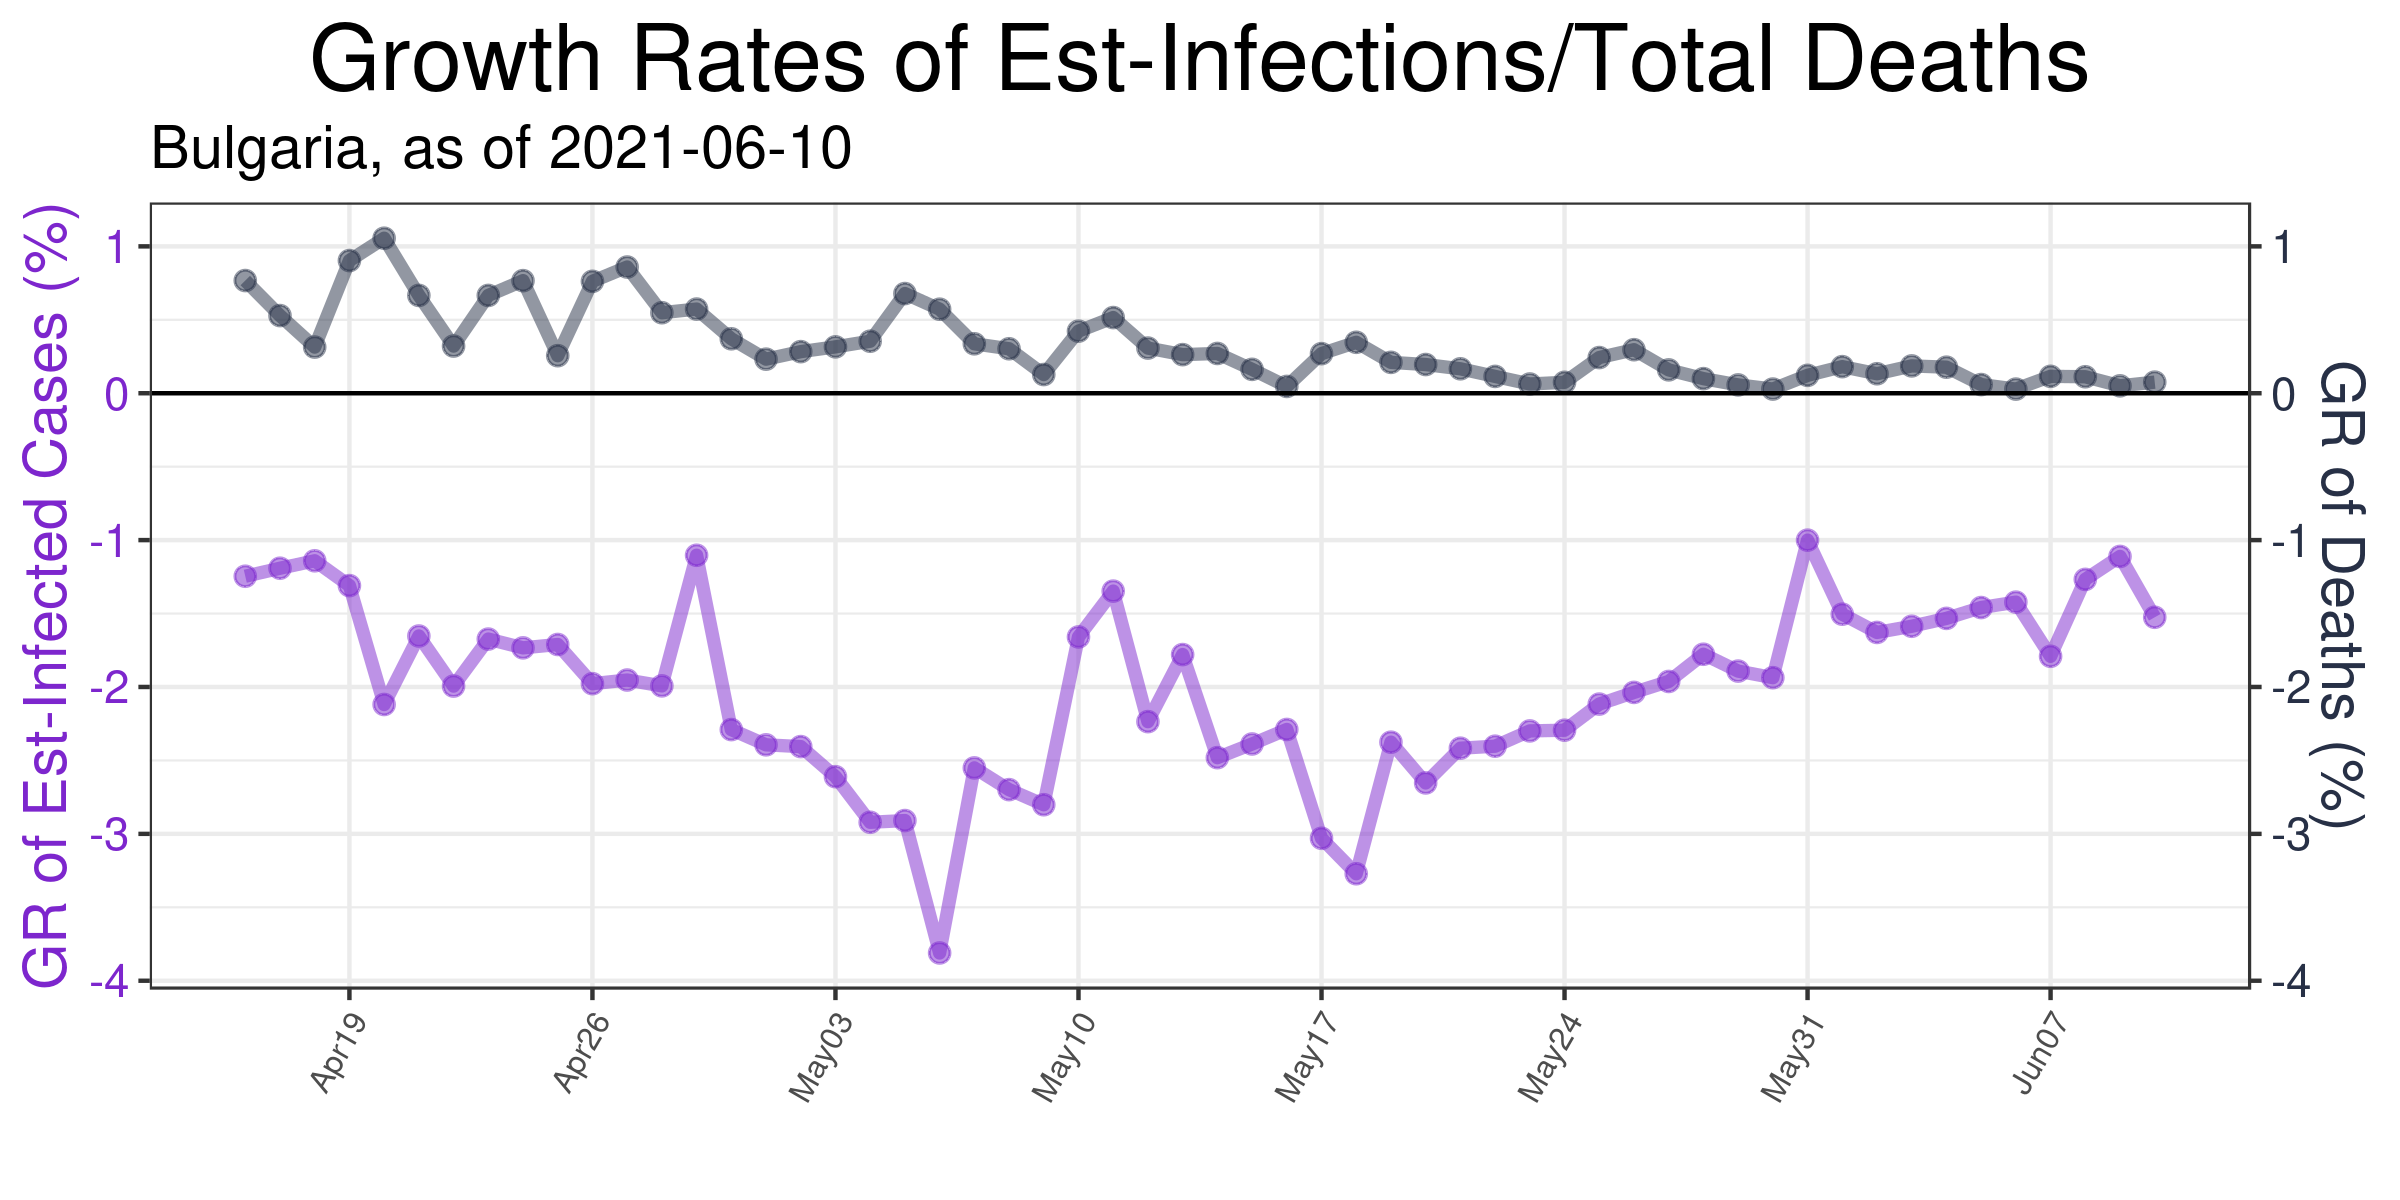 Growth Rates of Est-Infections/Total Deaths
Bulgaria, as of 2021-06-10
GR of Est-Infected Cases (%)
1
0
-1
-2
-3
-4
1
0
-1
-2
-3
-4
GR of Deaths (%)
Apr19
Apr26
May03
May10
May17
May24
May31
Jun07